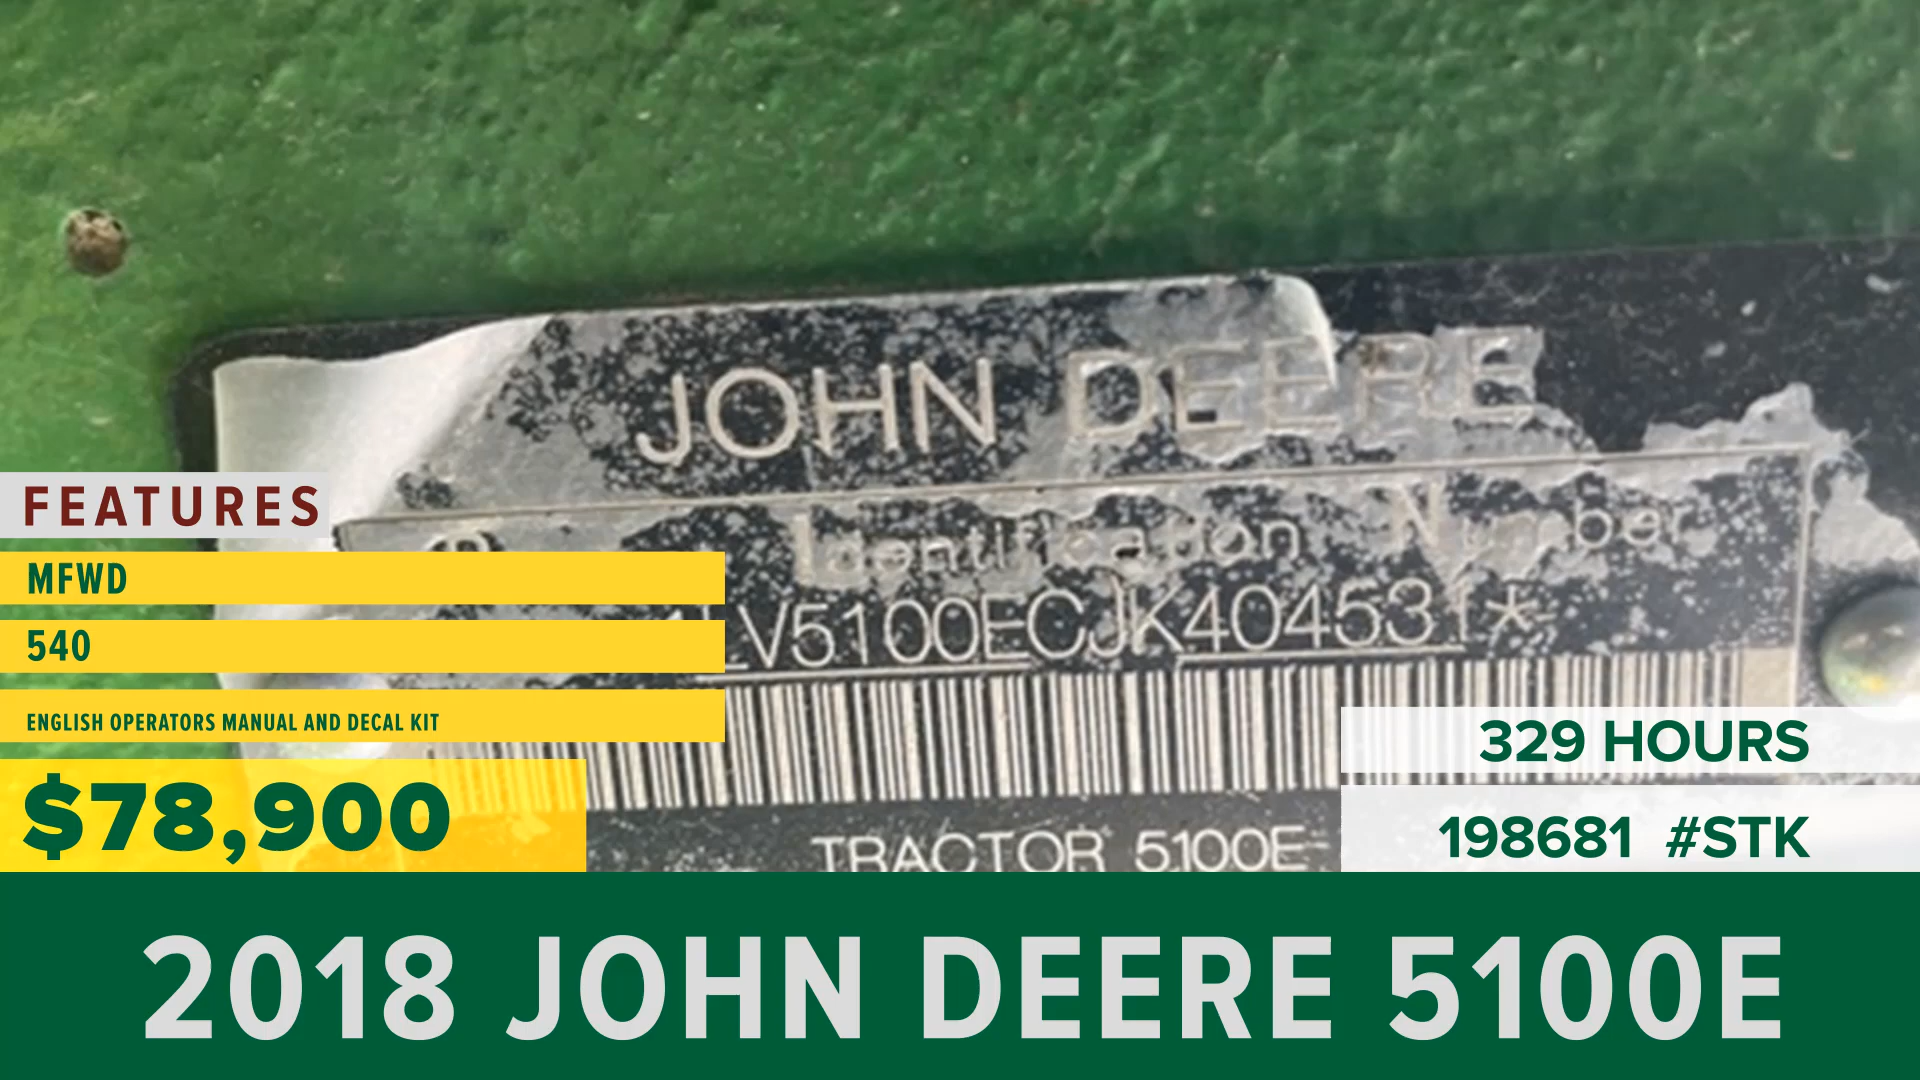 JOHN DEERE
Identification Number
LV5100ECJK404531*
TRACTOR 5100E
FEATURES
MFWD
540
ENGLISH OPERATORS MANUAL AND DECAL KIT
$78,900
329 HOURS
198681 #STK
2018 JOHN DEERE 5100E